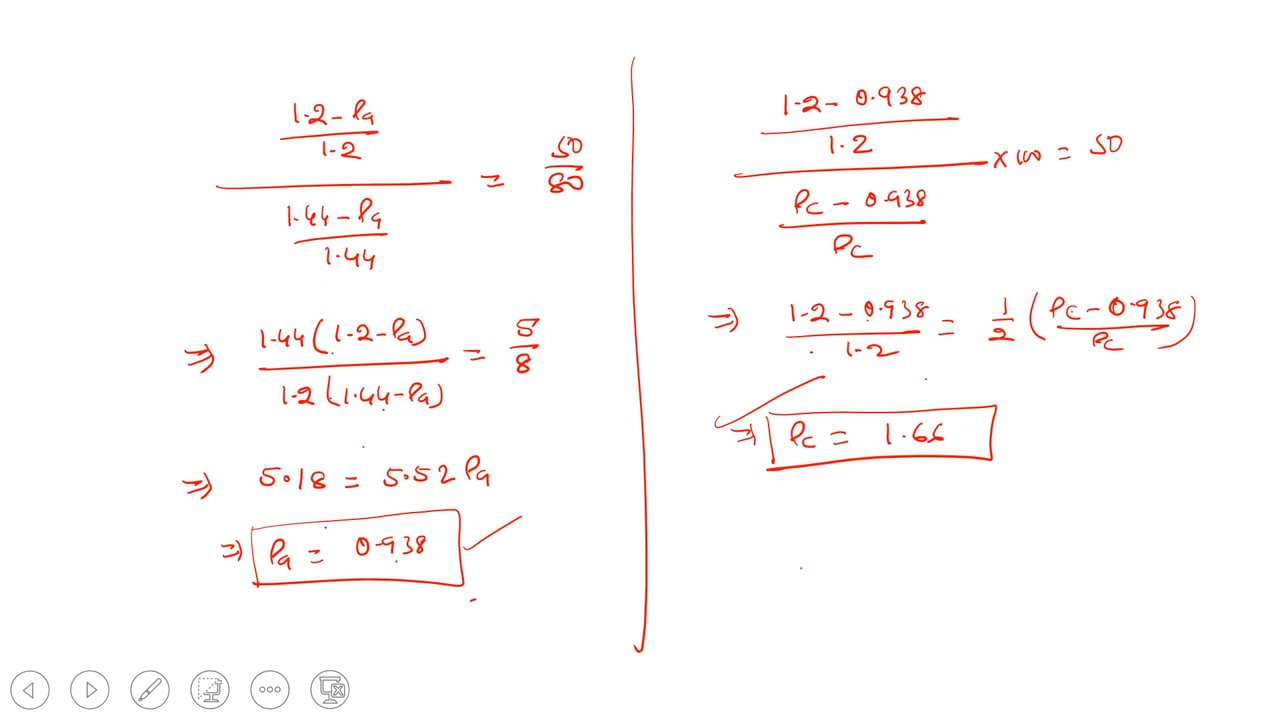 1.2 - ρa
1.2
1.44 - ρa
1.44
= 50
80
⇒ 1.44(1.2 - ρa)
1.2(1.44 - ρa)
= 5
8
⇒ 5.18 = 5.52 ρa
⇒ ρa = 0.938
1.2 - 0.938
1.2
ρc - 0.938
ρc
× 100 = 50
⇒ 1.2 - 0.938
1.2
= 1
2
(ρc - 0.938
ρc)
⇒ ρc = 1.66